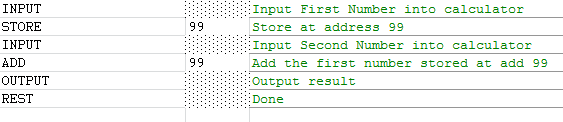 INPUT Input First Number into calculator
STORE 99 Store at address 99
INPUT Input Second Number into calculator
ADD 99 Add the first number stored at add 99
OUTPUT Output result
REST Done